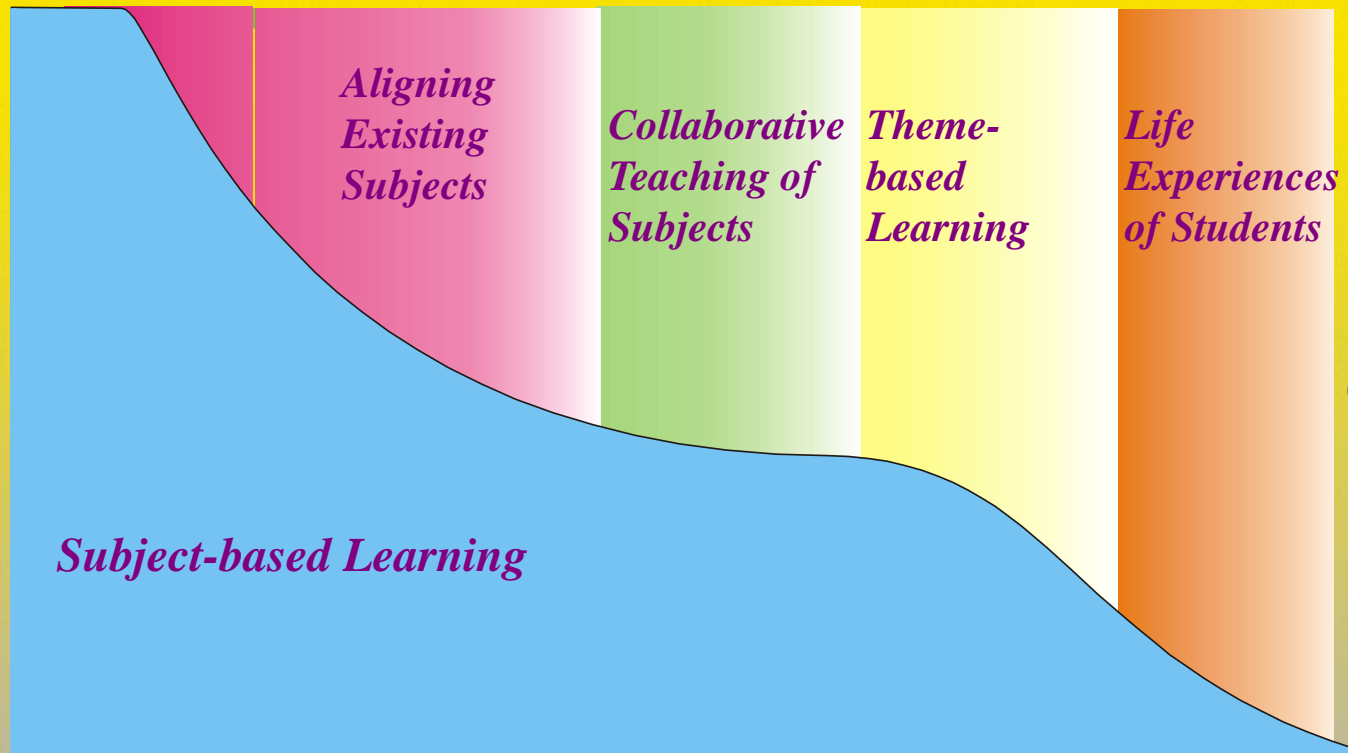 Aligning
Existing
Subjects
Collaborative
Teaching of
Subjects
Theme-
based
Learning
Life
Experiences
of Students
Subject-based Learning